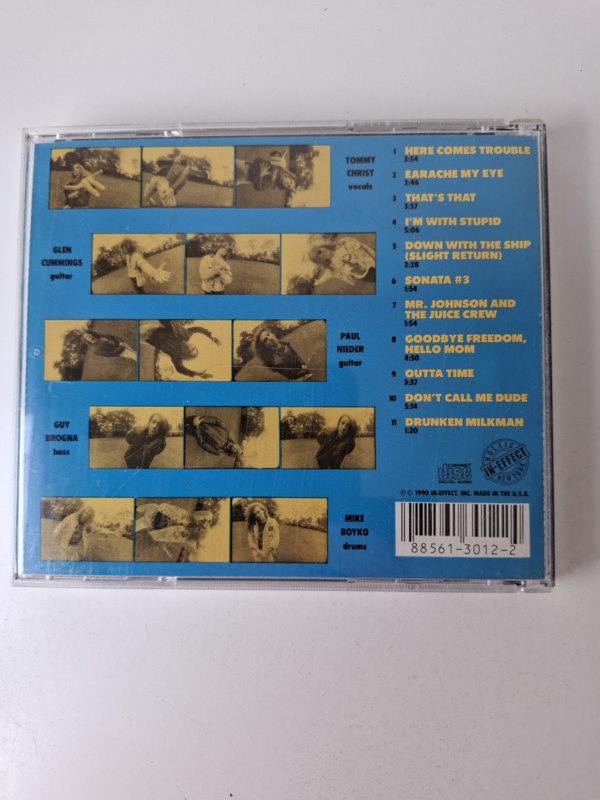 TOMMY
CHRIST
vocals
GLEN
CUMMINGS
guitar
PAUL
NIEDER
guitar
GUY
BROGNA
bass
MIKE
BOYKO
drums
1 HERE COMES TROUBLE
3:54
2 EARACHE MY EYE
3:46
3 THAT'S THAT
3:57
4 I'M WITH STUPID
5:06
5 DOWN WITH THE SHIP
(SLIGHT RETURN)
2:28
6 SONATA #3
1:54
7 MR. JOHNSON AND
THE JUICE CREW
1:54
8 GOODBYE FREEDOM,
HELLO MOM
4:50
9 OUTTA TIME
3:37
10 DON'T CALL ME DUDE
5:14
11 DRUNKEN MILKMAN
1:20
COMPACT
disc
DIGITAL AUDIO
IN-EFFECT
NEW YORK
℗ © 1990 IN-EFFECT, INC. MADE IN THE U.S.A.
88561-3012-2